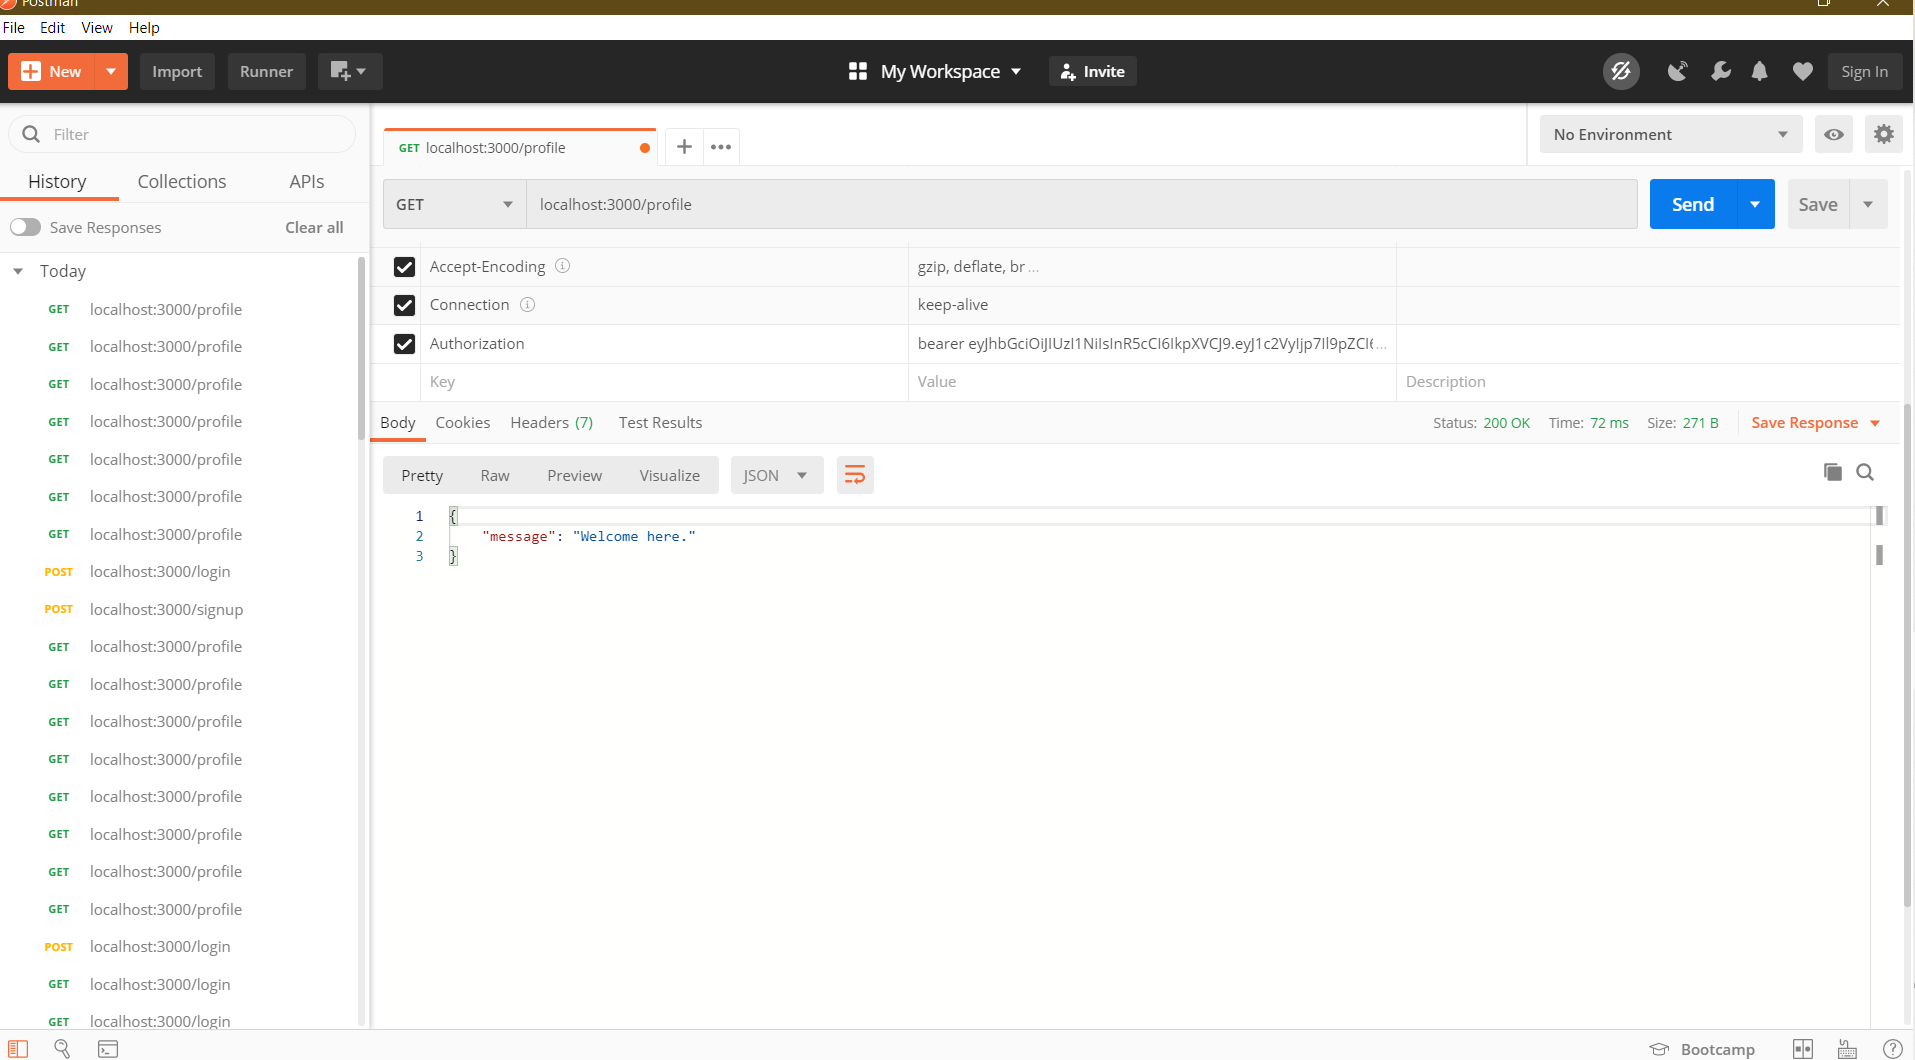 Postman
File Edit View Help
New Import Runner My Workspace Invite Sign In
Filter
History Collections APIs
Save Responses Clear all
Today
GET localhost:3000/profile
GET localhost:3000/profile
GET localhost:3000/profile
GET localhost:3000/profile
GET localhost:3000/profile
GET localhost:3000/profile
GET localhost:3000/profile
POST localhost:3000/login
POST localhost:3000/signup
GET localhost:3000/profile
GET localhost:3000/profile
GET localhost:3000/profile
GET localhost:3000/profile
GET localhost:3000/profile
GET localhost:3000/profile
GET localhost:3000/profile
GET localhost:3000/profile
POST localhost:3000/login
GET localhost:3000/login
GET localhost:3000/login
GET localhost:3000/profile
No Environment
GET localhost:3000/profile Send Save
Accept-Encoding gzip, deflate, br ...
Connection keep-alive
Authorization bearer
Key Value Description
Body Cookies Headers (7) Test Results Status: 200 OK Time: 72 ms Size: 271 B Save Response
Pretty Raw Preview Visualize JSON
1 {
2 "message": "Welcome here."
3 }
Bootcamp